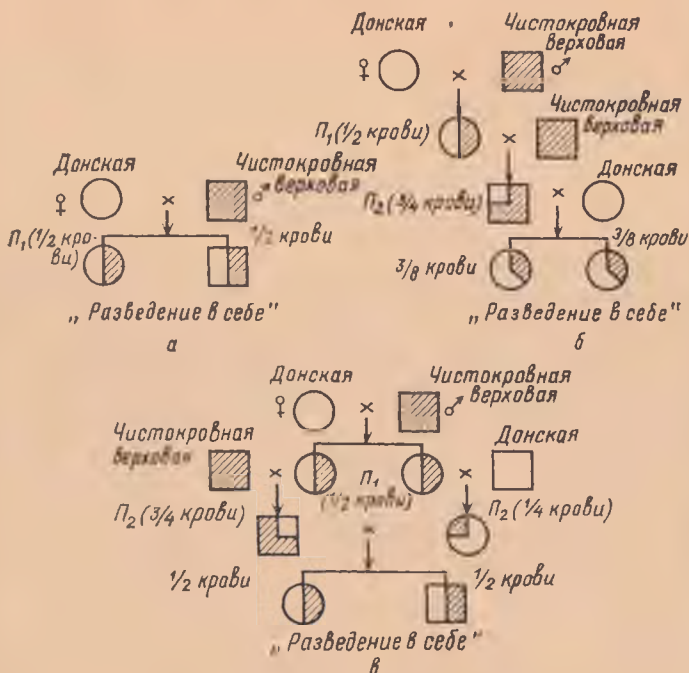 Донская
♀
×
Чистокровная
верховая
♂
П₁ (1/2 кро-
ви)
1/2 крови
„Разведение в себе"
а
Донская
♀
×
Чистокровная
верховая
♂
П₁ (1/2 крови)
×
Чистокровная
верховая
П₂ (3/4 крови)
×
Донская
3/8 крови
3/8 крови
„Разведение в себе"
б
Донская
♀
×
Чистокровная
верховая
♂
Чистокровная
верховая
×
П₁
(1/2 крови)
×
Донская
П₂ (3/4 крови)
×
П₂ (1/4 крови)
1/2 крови
1/2 крови
„Разведение в себе"
в